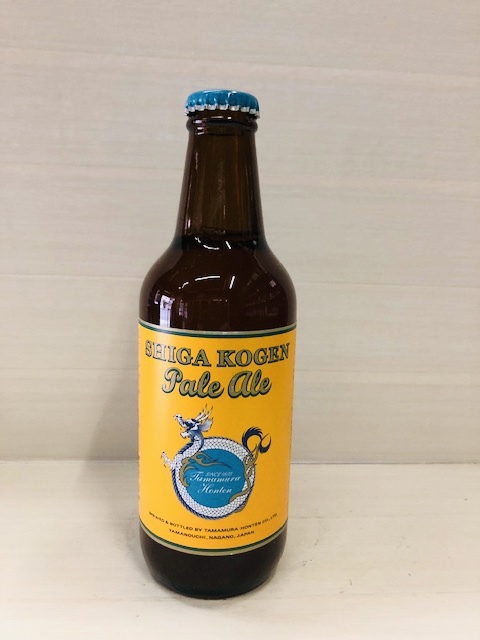 SHIGA KOGEN
Pale Ale
SINCE 1805
Tamamura
Honten
BREWED & BOTTLED BY TAMAMURA HONTEN CO., LTD.
YAMANOUCHI, NAGANO, JAPAN